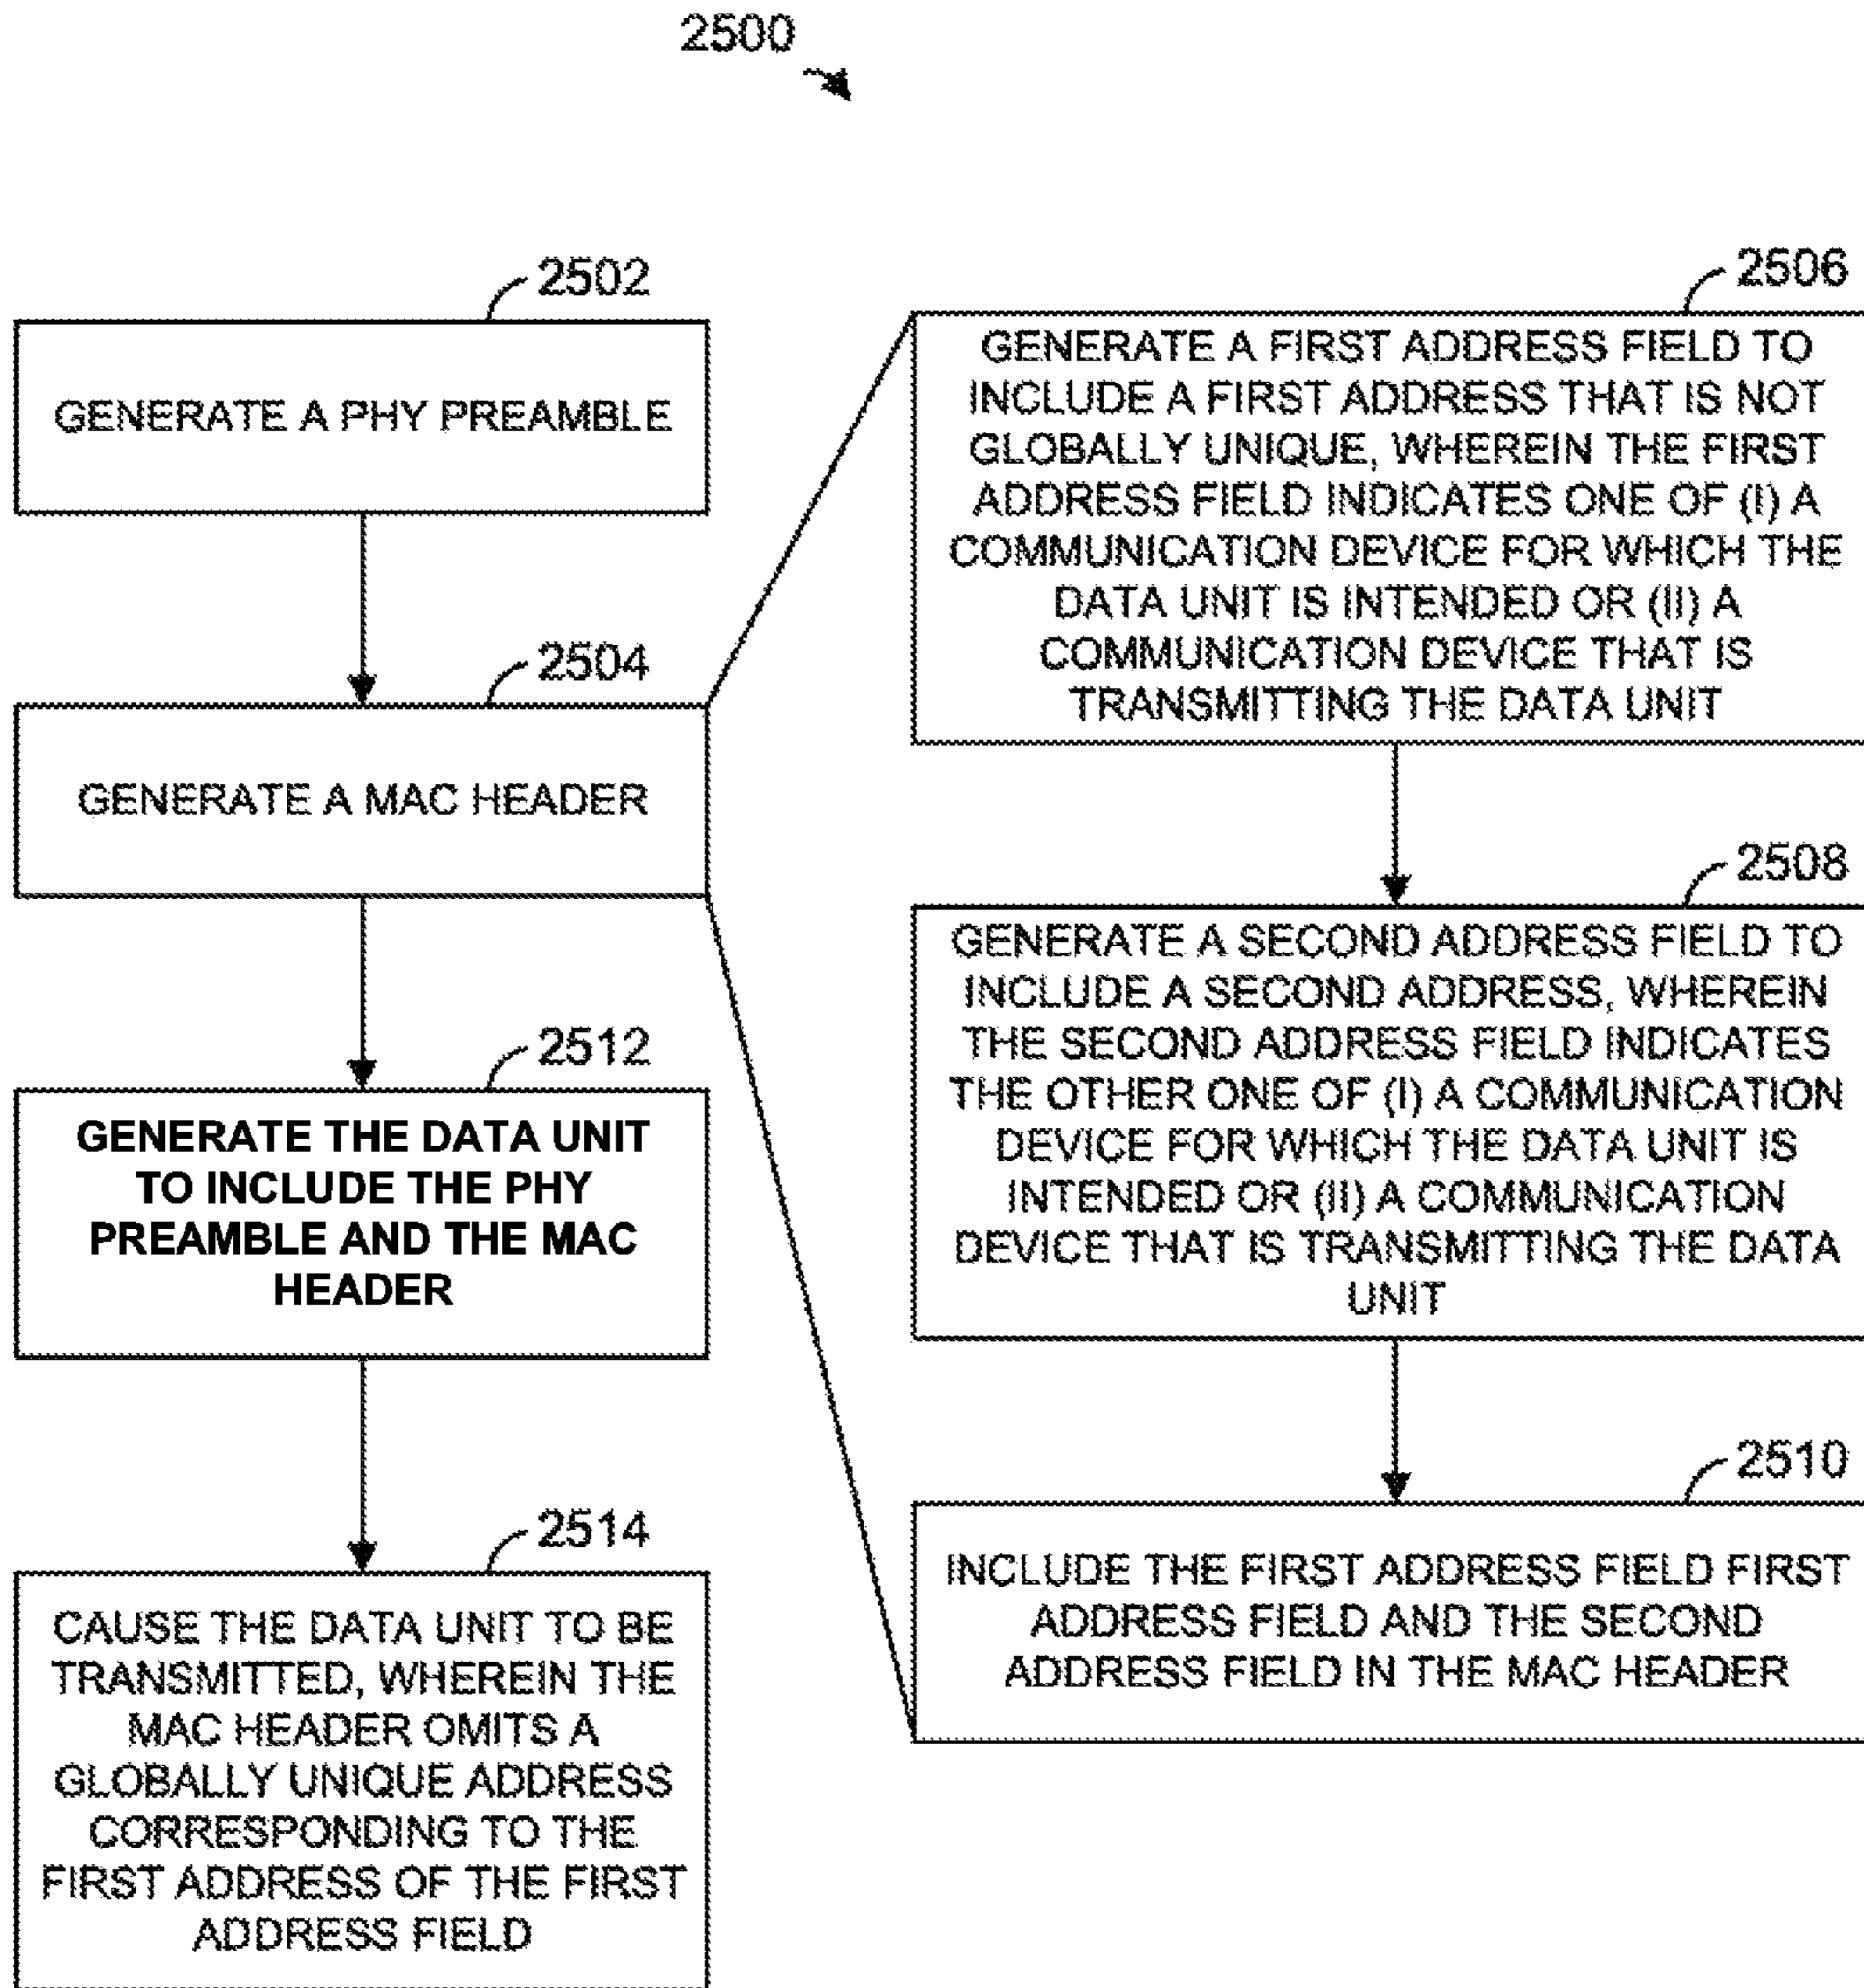 2500
2502
GENERATE A PHY PREAMBLE
2504
GENERATE A MAC HEADER
2512
GENERATE THE DATA UNIT
TO INCLUDE THE PHY
PREAMBLE AND THE MAC
HEADER
2514
CAUSE THE DATA UNIT TO BE
TRANSMITTED, WHEREIN THE
MAC HEADER OMITS A
GLOBALLY UNIQUE ADDRESS
CORRESPONDING TO THE
FIRST ADDRESS OF THE FIRST
ADDRESS FIELD
2506
GENERATE A FIRST ADDRESS FIELD TO
INCLUDE A FIRST ADDRESS THAT IS NOT
GLOBALLY UNIQUE, WHEREIN THE FIRST
ADDRESS FIELD INDICATES ONE OF (I) A
COMMUNICATION DEVICE FOR WHICH THE
DATA UNIT IS INTENDED OR (II) A
COMMUNICATION DEVICE THAT IS
TRANSMITTING THE DATA UNIT
2508
GENERATE A SECOND ADDRESS FIELD TO
INCLUDE A SECOND ADDRESS, WHEREIN
THE SECOND ADDRESS FIELD INDICATES
THE OTHER ONE OF (I) A COMMUNICATION
DEVICE FOR WHICH THE DATA UNIT IS
INTENDED OR (II) A COMMUNICATION
DEVICE THAT IS TRANSMITTING THE DATA
UNIT
2510
INCLUDE THE FIRST ADDRESS FIELD FIRST
ADDRESS FIELD AND THE SECOND
ADDRESS FIELD IN THE MAC HEADER